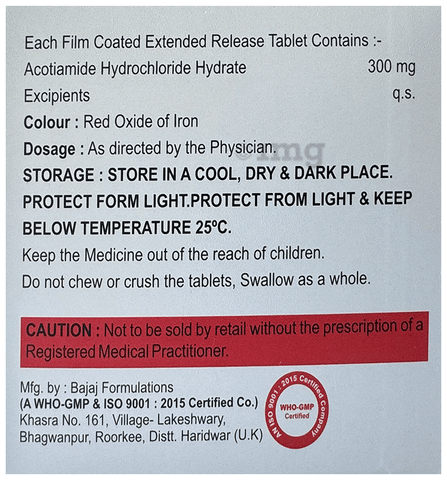 Each Film Coated Extended Release Tablet Contains :-
Acotiamide Hydrochloride Hydrate 300 mg
Excipients q.s.
Colour : Red Oxide of Iron
Dosage : As directed by the Physician.
STORAGE : STORE IN A COOL, DRY & DARK PLACE.
PROTECT FORM LIGHT.PROTECT FROM LIGHT & KEEP
BELOW TEMPERATURE 25ºC.
Keep the Medicine out of the reach of children.
Do not chew or crush the tablets, Swallow as a whole.
CAUTION : Not to be sold by retail without the prescription of a
Registered Medical Practitioner.
Mfg. by : Bajaj Formulations
(A WHO-GMP & ISO 9001 : 2015 Certified Co.)
Khasra No. 161, Village- Lakeshwary,
Bhagwanpur, Roorkee, Distt. Haridwar (U.K)
AN ISO 9001 : 2015 Certified Company
WHO-GMP
Certified